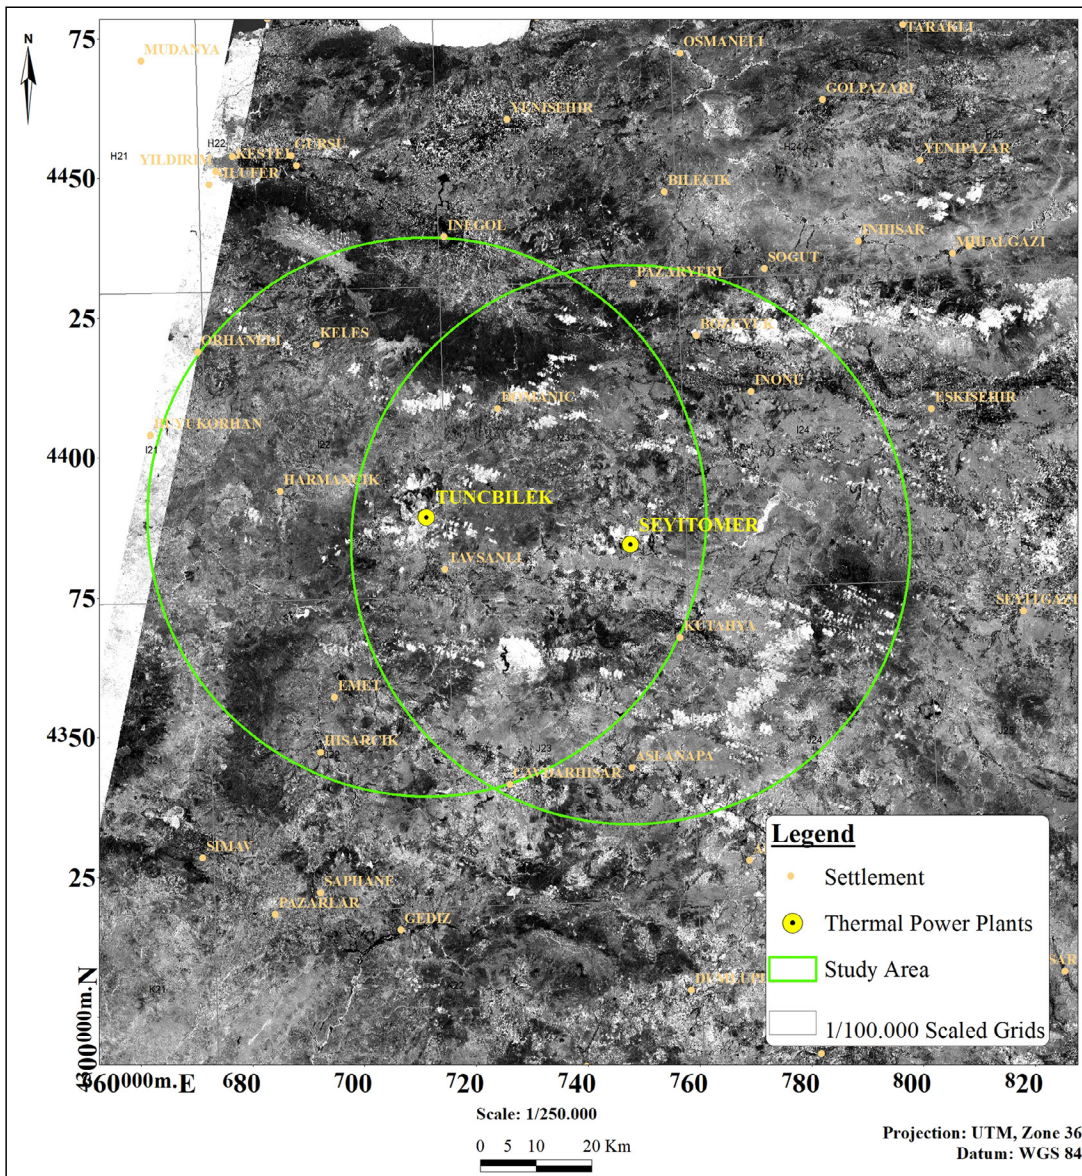 N
75
MUDANYA
OSMANELI
TARAKLI
GOLPAZARI
YENISEHIR
H21
H22
H24
H25
YILDIRIM
KESTEL
GURSU
NILUFER
YENIPAZAR
4450
BILECIK
INEGOL
INHISAR
MIHALGAZI
SOGUT
PAZARYERI
25
BOZUYUK
ORHANELI
KELES
INONU
DOMANIC
ESKISEHIR
BUYUKORHAN
I21
I24
4400
HARMANCIK
TUNCBILEK
SEYITOMER
TAVSANLI
75
SEYITGAZI
KUTAHYA
EMET
4350
HISARCIK
J23
J24
ASLANAPA
CAVDARHISAR
SIMAV
25
SAPHANE
PAZARLAR
GEDIZ
K21
K22
Legend
Settlement
Thermal Power Plants
Study Area
1/100.000 Scaled Grids
4300000m. N
660000m. E
680
700
720
740
760
780
800
820
Scale: 1/250.000
0 5 10 20 Km
Projection: UTM, Zone 36
Datum: WGS 84